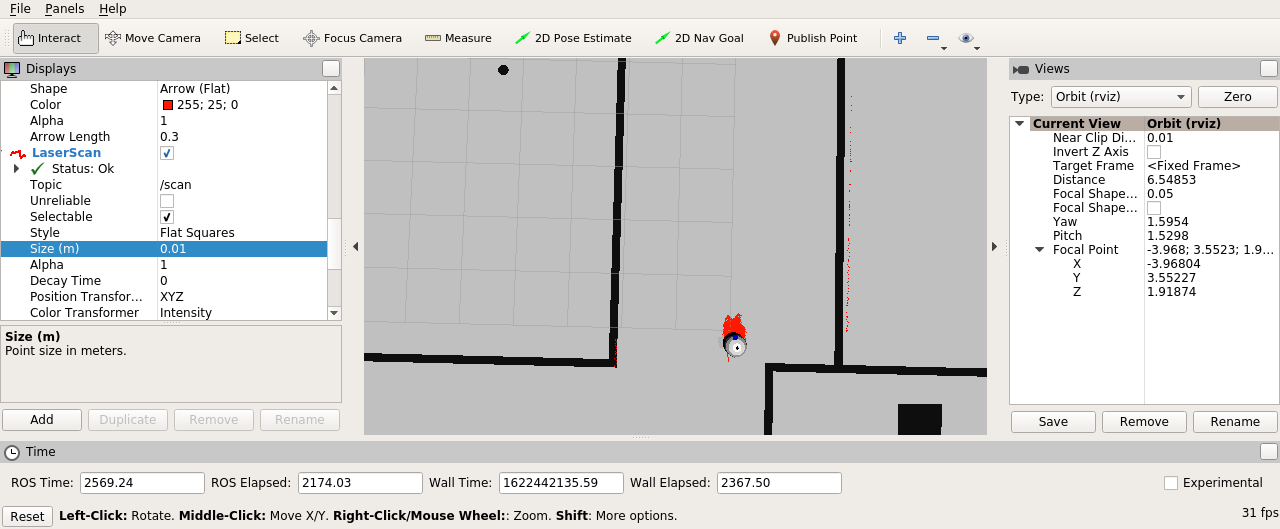 File Panels Help
Interact Move Camera Select Focus Camera Measure 2D Pose Estimate 2D Nav Goal Publish Point
Displays
Shape Arrow (Flat)
Color 255; 25; 0
Alpha 1
Arrow Length 0.3
LaserScan
Status: Ok
Topic /scan
Unreliable
Selectable
Style Flat Squares
Size (m) 0.01
Alpha 1
Decay Time 0
Position Transfor... XYZ
Color Transformer Intensity
Size (m)
Point size in meters.
Add Duplicate Remove Rename
Views
Type: Orbit (rviz) Zero
Current View Orbit (rviz)
Near Clip Di... 0.01
Invert Z Axis
Target Frame <Fixed Frame>
Distance 6.54853
Focal Shape... 0.05
Focal Shape...
Yaw 1.5954
Pitch 1.5298
Focal Point -3.968; 3.5523; 1.9...
X -3.96804
Y 3.55227
Z 1.91874
Save Remove Rename
Time
ROS Time: 2569.24 ROS Elapsed: 2174.03 Wall Time: 1622442135.59 Wall Elapsed: 2367.50 Experimental
Reset Left-Click: Rotate. Middle-Click: Move X/Y. Right-Click/Mouse Wheel:: Zoom. Shift: More options. 31 fps